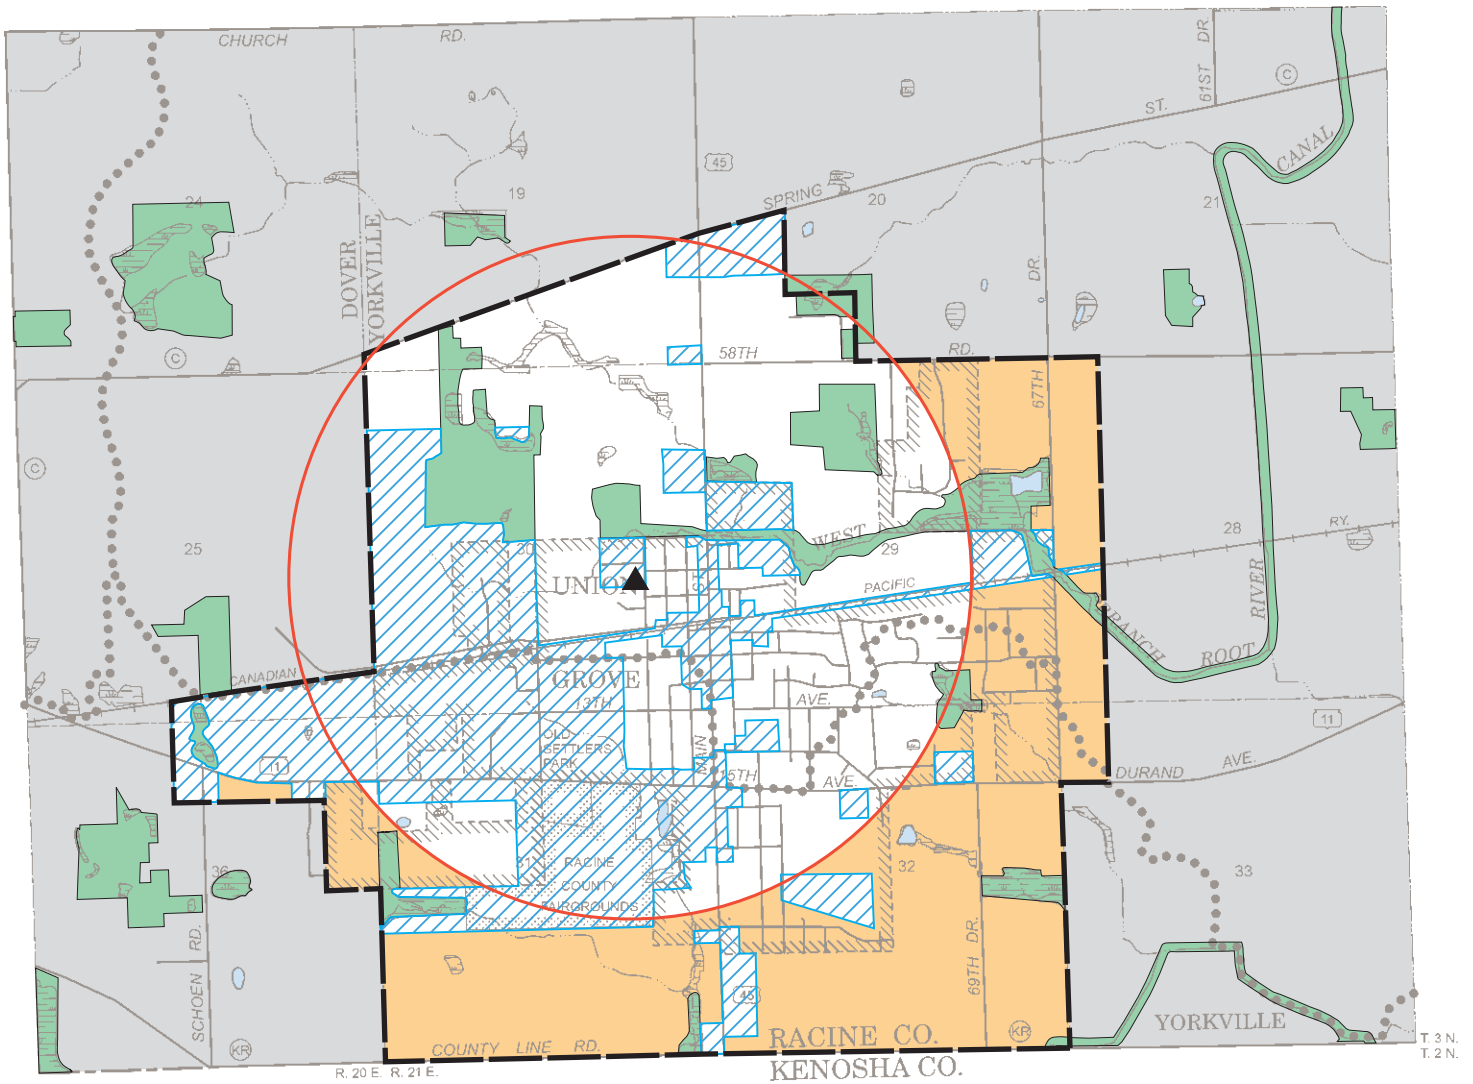 CHURCH RD.
61ST DR.
C
ST.
CANAL
45
24
19
SPRING
20
21
DOVER
YORKVILLE
DR.
C
58TH
RD.
67TH
C
25
30
WEST
29
28
RY.
UNION
ST.
PACIFIC
RIVER
BRANCH
ROOT
CANADIAN
GROVE
13TH
AVE.
11
OLD
SETTLERS
PARK
MAIN
11
15TH
AVE.
DURAND
AVE.
36
31
RACINE
COUNTY
FAIRGROUNDS
32
33
SCHOEN RD.
69TH DR.
45
KR
COUNTY LINE RD.
RACINE CO.
KR
YORKVILLE
KENOSHA CO.
R. 20 E. R. 21 E.
T. 3 N.
T. 2 N.